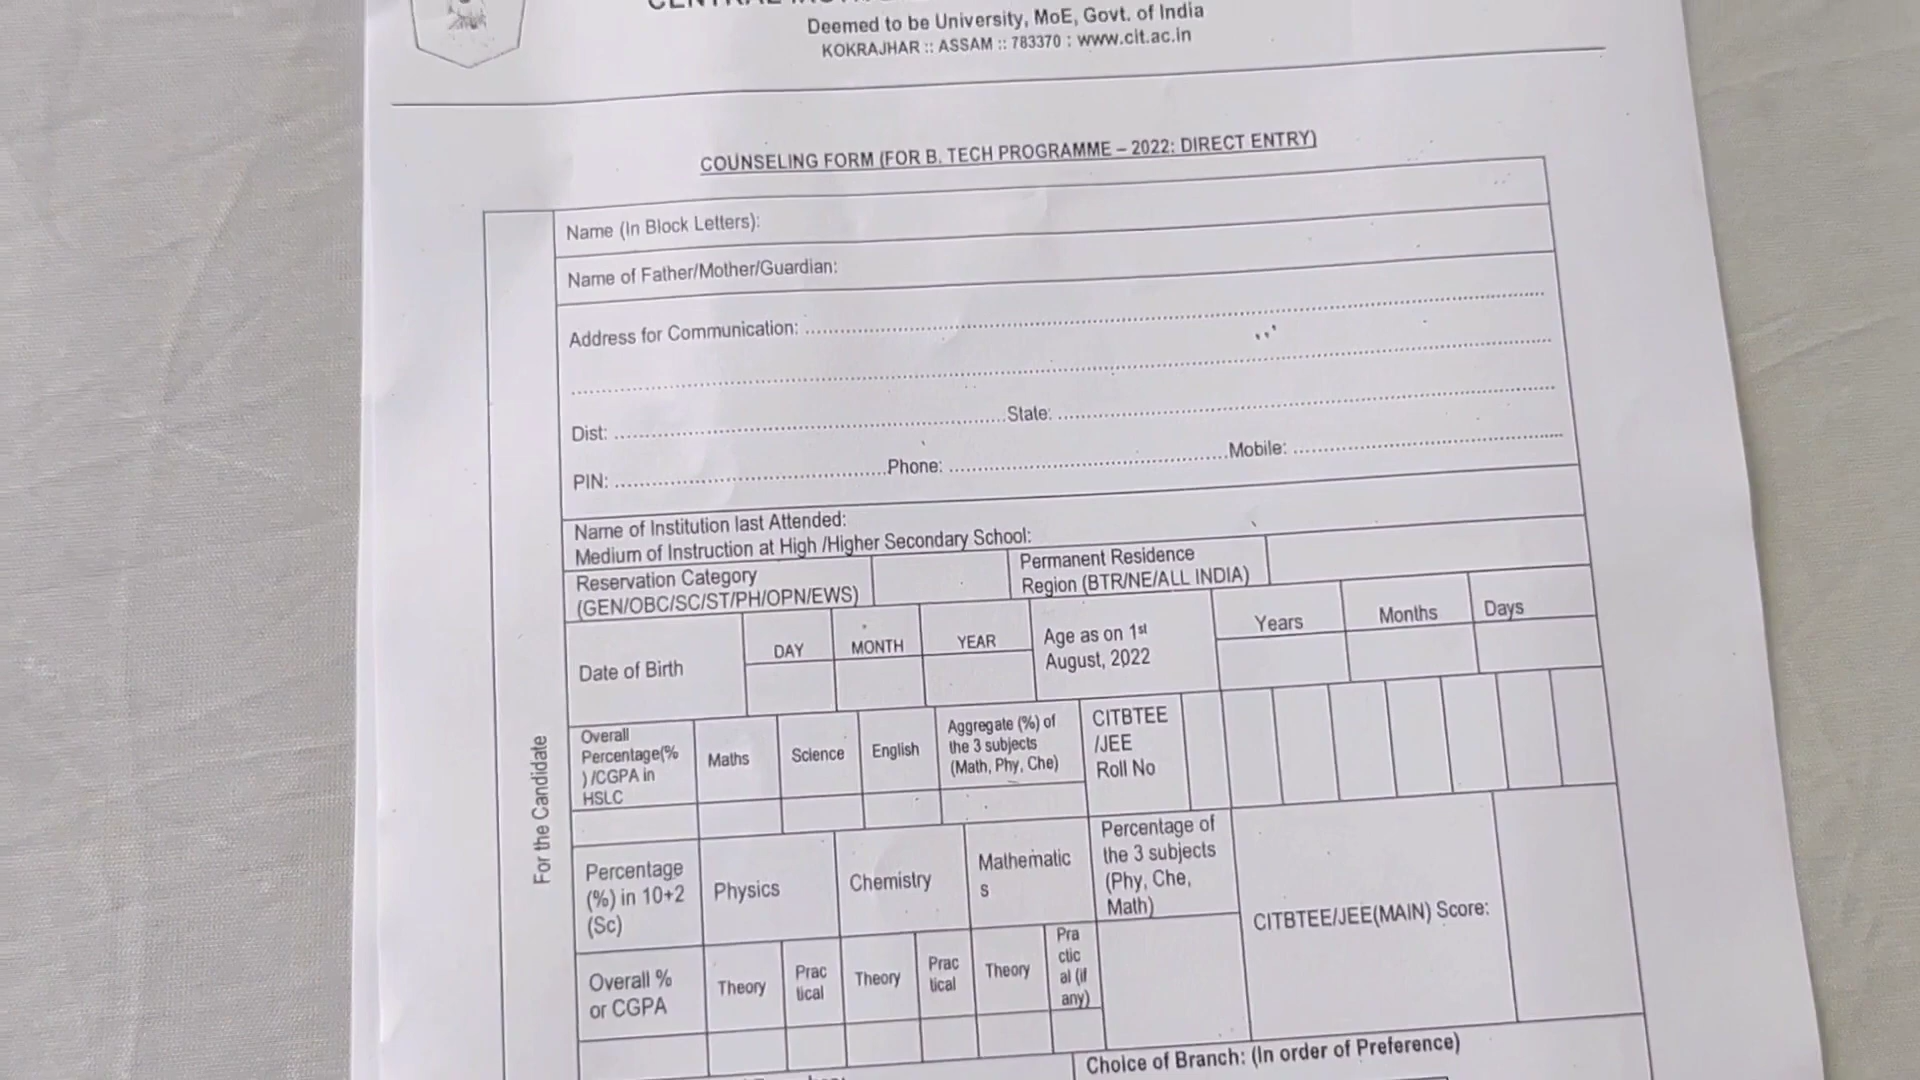 CENTRAL
Deemed to be University, MoE, Govt. of India
KOKRAJHAR :: ASSAM :: 783370 : www.cit.ac.in
COUNSELING FORM (FOR B. TECH PROGRAMME – 2022: DIRECT ENTRY)
Name (In Block Letters):
Name of Father/Mother/Guardian:
Address for Communication:
Dist: State:
PIN: Phone: Mobile:
Name of Institution last Attended:
Medium of Instruction at High /Higher Secondary School:
Reservation Category
(GEN/OBC/SC/ST/PH/OPN/EWS)
Permanent Residence
Region (BTR/NE/ALL INDIA)
Date of Birth
DAY MONTH YEAR
Age as on 1st
August, 2022
Years Months Days
For the Candidate
Overall
Percentage(%
) /CGPA in
HSLC
Maths
Science
English
Aggregate (%) of
the 3 subjects
(Math, Phy, Che)
CITBTEE
/JEE
Roll No
Percentage
(%) in 10+2
(Sc)
Physics
Chemistry
Mathematic
s
Percentage of
the 3 subjects
(Phy, Che,
Math)
CITBTEE/JEE(MAIN) Score:
Overall %
or CGPA
Theory
Prac
tical
Theory
Prac
tical
Theory
Pra
ctic
al (if
any)
Choice of Branch: (In order of Preference)